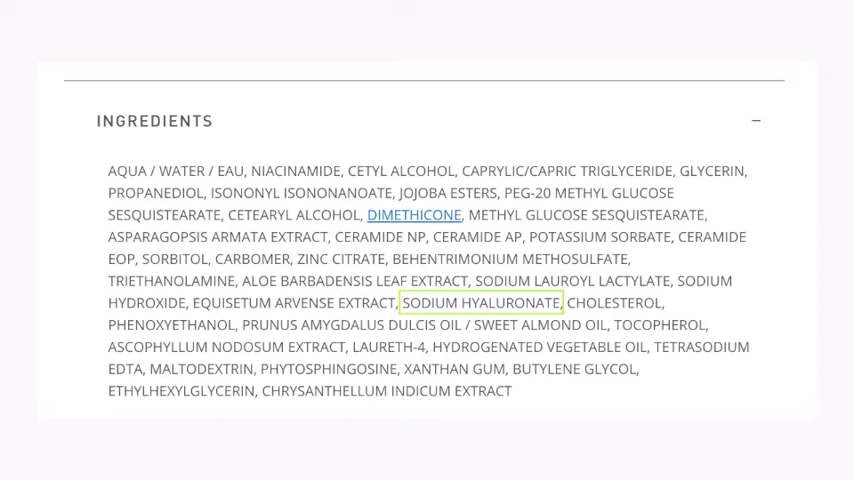 INGREDIENTS
AQUA / WATER / EAU, NIACINAMIDE, CETYL ALCOHOL, CAPRYLIC/CAPRIC TRIGLYCERIDE, GLYCERIN,
PROPANEDIOL, ISONONYL ISONONANOATE, JOJOBA ESTERS, PEG-20 METHYL GLUCOSE
SESQUISTEARATE, CETEARYL ALCOHOL, DIMETHICONE, METHYL GLUCOSE SESQUISTEARATE,
ASPARAGOPSIS ARMATA EXTRACT, CERAMIDE NP, CERAMIDE AP, POTASSIUM SORBATE, CERAMIDE
EOP, SORBITOL, CARBOMER, ZINC CITRATE, BEHENTRIMONIUM METHOSULFATE,
TRIETHANOLAMINE, ALOE BARBADENSIS LEAF EXTRACT, SODIUM LAUROYL LACTYLATE, SODIUM
HYDROXIDE, EQUISETUM ARVENSE EXTRACT, SODIUM HYALURONATE, CHOLESTEROL,
PHENOXYETHANOL, PRUNUS AMYGDALUS DULCIS OIL / SWEET ALMOND OIL, TOCOPHEROL,
ASCOPHYLLUM NODOSUM EXTRACT, LAURETH-4, HYDROGENATED VEGETABLE OIL, TETRASODIUM
EDTA, MALTODEXTRIN, PHYTOSPHINGOSINE, XANTHAN GUM, BUTYLENE GLYCOL,
ETHYLHEXYLGLYCERIN, CHRYSANTHELLUM INDICUM EXTRACT